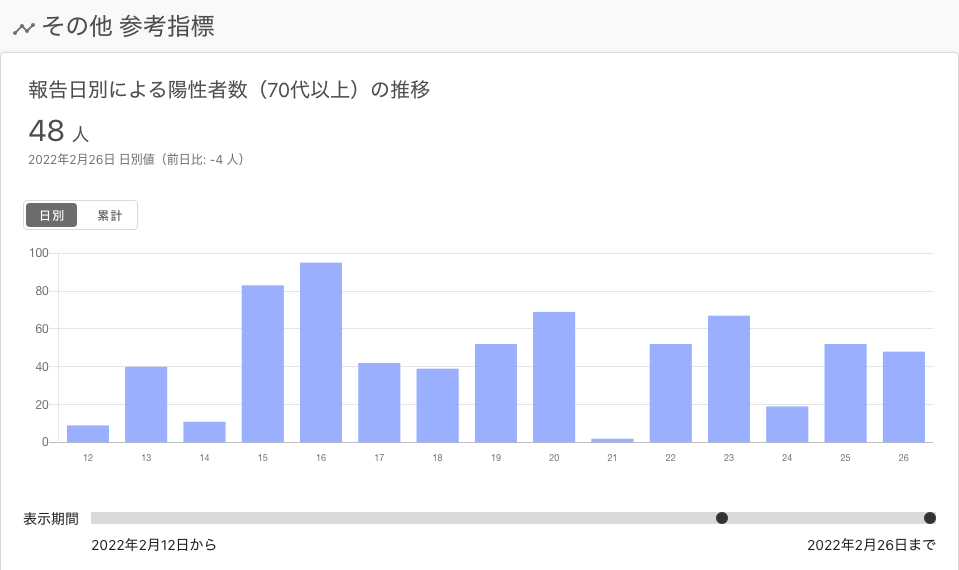 その他 参考指標
報告日別による陽性者数（70代以上）の推移
48 人
2022年2月26日 日別値（前日比: -4 人）
日別 累計
100
80
60
40
20
0
12 13 14 15 16 17 18 19 20 21 22 23 24 25 26
表示期間
2022年2月12日から 2022年2月26日まで